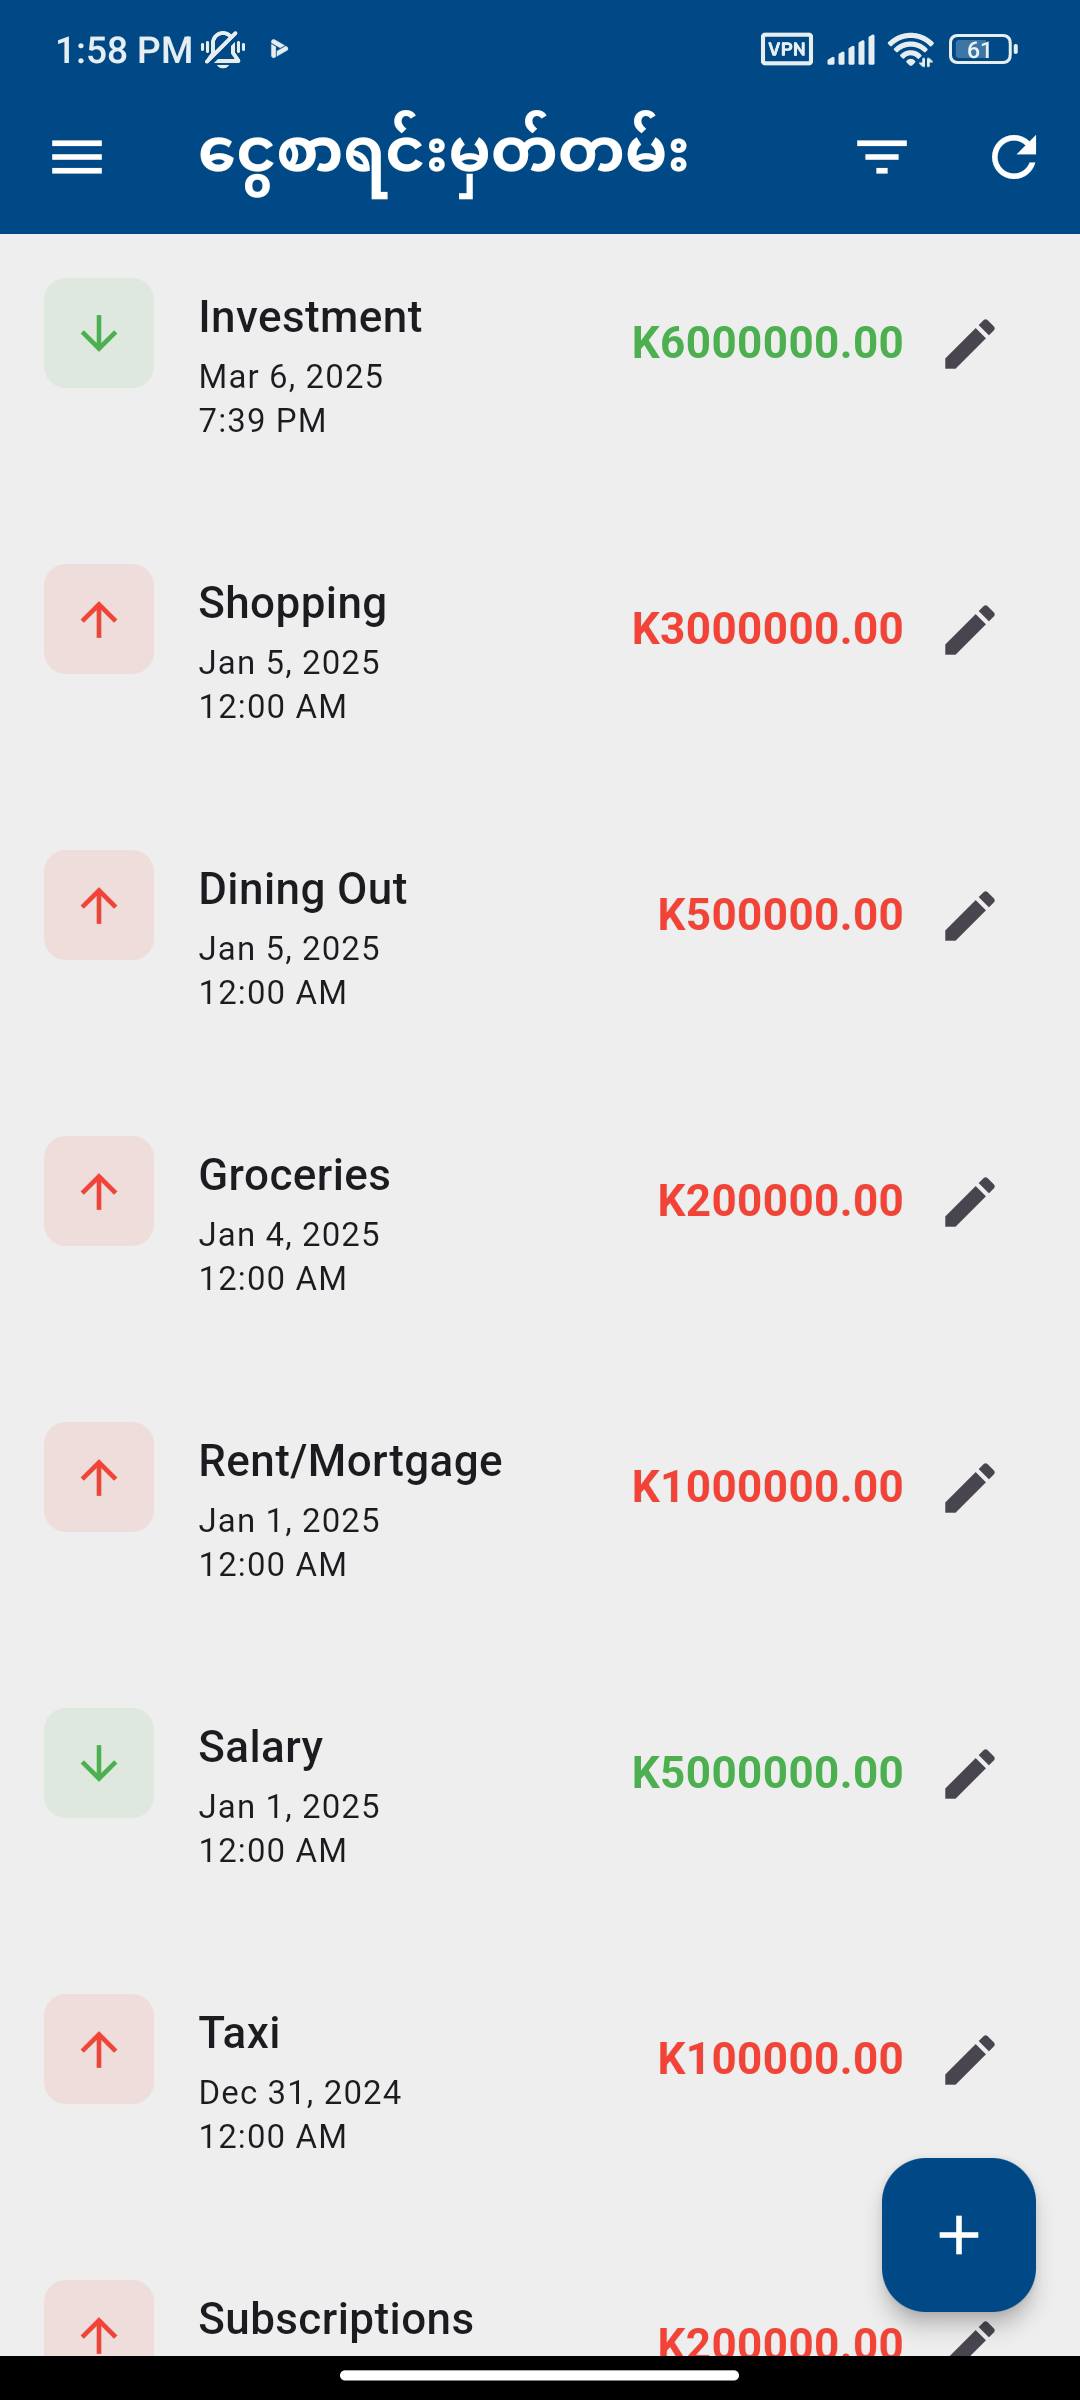 1:58 PM VPN 61
ငွေစာရင်းမှတ်တမ်း
Investment
K6000000.00
Mar 6, 2025
7:39 PM
Shopping
K3000000.00
Jan 5, 2025
12:00 AM
Dining Out
K500000.00
Jan 5, 2025
12:00 AM
Groceries
K200000.00
Jan 4, 2025
12:00 AM
Rent/Mortgage
K1000000.00
Jan 1, 2025
12:00 AM
Salary
K5000000.00
Jan 1, 2025
12:00 AM
Taxi
K100000.00
Dec 31, 2024
12:00 AM
Subscriptions
K200000.00